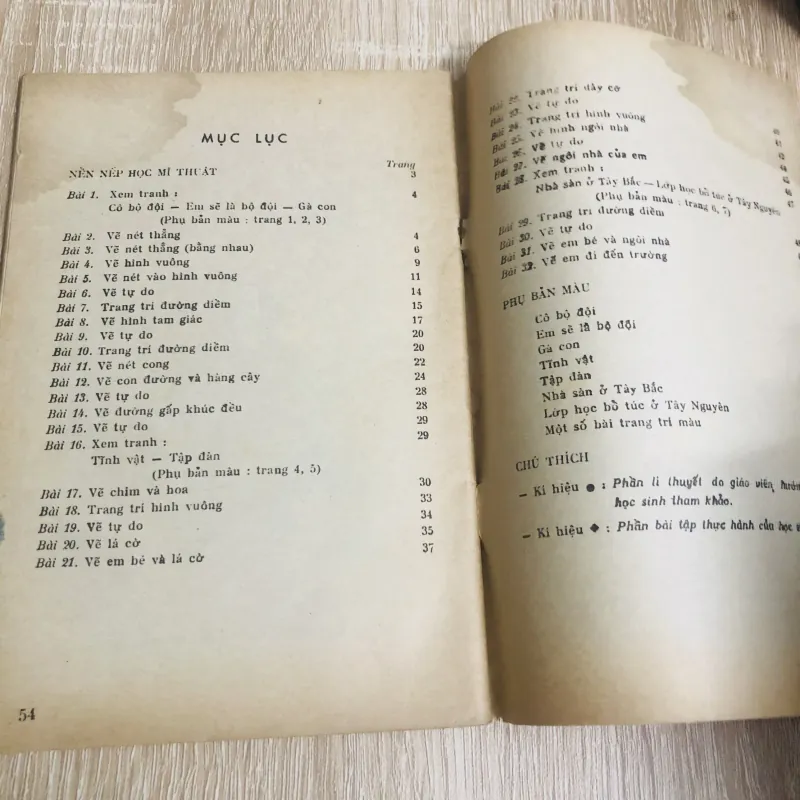 MỤC LỤC
Trang
NỀN NẾP HỌC MĨ THUẬT 3
Bài 1. Xem tranh : 4
Cô bộ đội — Em sẽ là bộ đội — Gà con
(Phụ bản màu : trang 1, 2, 3)
Bài 2. Vẽ nét thẳng 4
Bài 3. Vẽ nét thẳng (bằng nhau) 6
Bài 4. Vẽ hình vuông 9
Bài 5. Vẽ nét vào hình vuông 11
Bài 6. Vẽ tự do 14
Bài 7. Trang trí đường diềm 15
Bài 8. Vẽ hình tam giác 17
Bài 9. Vẽ tự do 20
Bài 10. Trang trí đường diềm 20
Bài 11. Vẽ nét cong 22
Bài 12. Vẽ con đường và hàng cây 24
Bài 13. Vẽ tự do 28
Bài 14. Vẽ đường gấp khúc đều 28
Bài 15. Vẽ tự do 29
Bài 16. Xem tranh : 29
Tĩnh vật — Tập đàn
(Phụ bản màu : trang 4, 5)
Bài 17. Vẽ chim và hoa 30
Bài 18. Trang trí hình vuông 33
Bài 19. Vẽ tự do 34
Bài 20. Vẽ lá cờ 35
Bài 21. Vẽ em bé và lá cờ 37
54
Bài 22. Trang trí dây cờ
Bài 23. Vẽ tự do
Bài 24. Trang trí hình vuông
Bài 25. Vẽ hình ngôi nhà
Bài 26. Vẽ tự do
Bài 27. Vẽ ngôi nhà của em
Bài 28. Xem tranh :
Nhà sàn ở Tây Bắc — Lớp học bổ túc ở Tây Nguyên
(Phụ bản màu : trang 6, 7)
Bài 29. Trang trí đường diềm
Bài 30. Vẽ tự do
Bài 31. Vẽ em bé và ngôi nhà
Bài 32. Vẽ em đi đến trường
PHỤ BẢN MÀU
Cô bộ đội
Em sẽ là bộ đội
Gà con
Tĩnh vật
Tập đàn
Nhà sàn ở Tây Bắc
Lớp học bổ túc ở Tây Nguyên
Một số bài trang trí màu
CHÚ THÍCH
— Kí hiệu ● : Phần lí thuyết do giáo viên
học sinh tham khảo.
— Kí hiệu ◆ : Phần bài tập thực hành của học